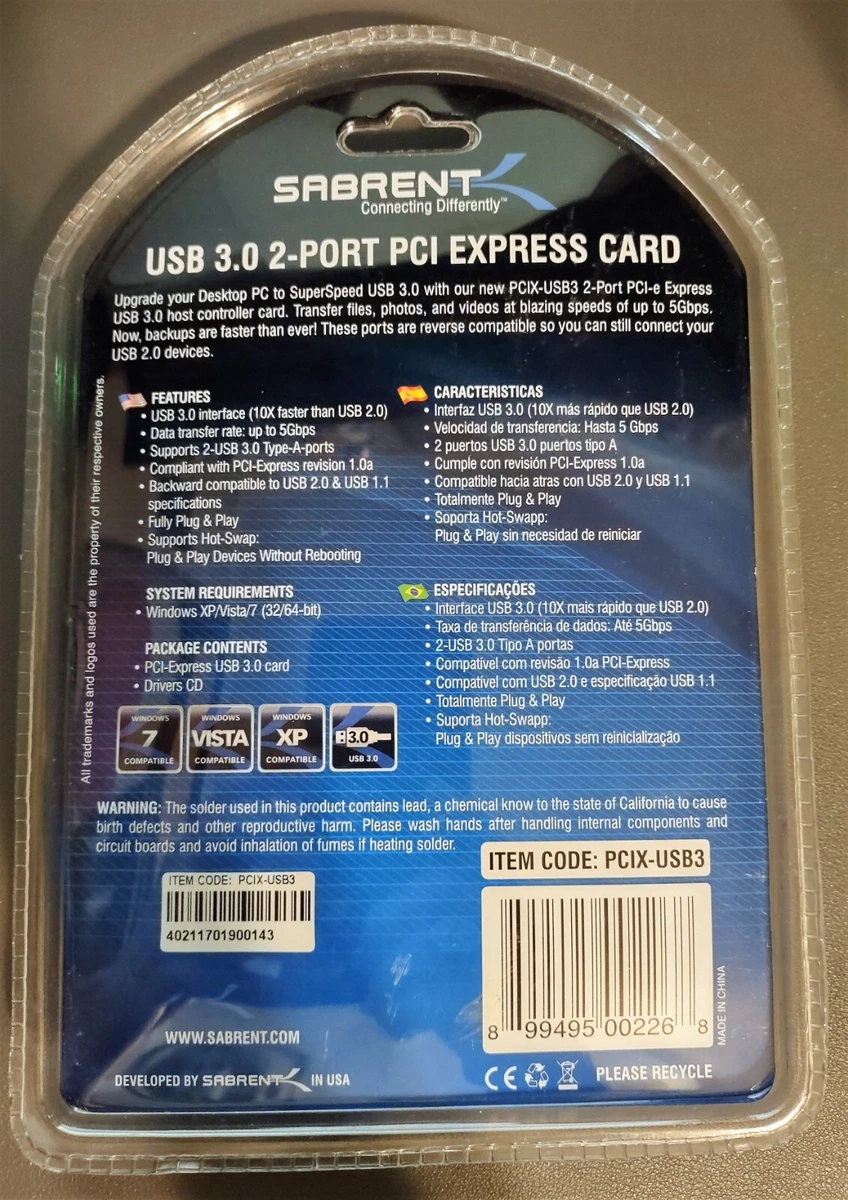 SABRENT
Connecting Differently™
USB 3.0 2-PORT PCI EXPRESS CARD
Upgrade your Desktop PC to SuperSpeed USB 3.0 with our new PCIX-USB3 2-Port PCI-e Express
USB 3.0 host controller card. Transfer files, photos, and videos at blazing speeds of up to 5Gbps.
Now, backups are faster than ever! These ports are reverse compatible so you can still connect your
USB 2.0 devices.
All trademarks and logos used are the property of their respective owners.
FEATURES
• USB 3.0 interface (10X faster than USB 2.0)
• Data transfer rate: up to 5Gbps
• Supports 2-USB 3.0 Type-A-ports
• Compliant with PCI-Express revision 1.0a
• Backward compatible to USB 2.0 & USB 1.1
specifications
• Fully Plug & Play
• Supports Hot-Swap:
Plug & Play Devices Without Rebooting
SYSTEM REQUIREMENTS
• Windows XP/Vista/7 (32/64-bit)
PACKAGE CONTENTS
• PCI-Express USB 3.0 card
• Drivers CD
WINDOWS
7
COMPATIBLE
WINDOWS
VISTA
COMPATIBLE
WINDOWS
XP
COMPATIBLE
3.0
USB 3.0
CARACTERISTICAS
• Interfaz USB 3.0 (10X más rápido que USB 2.0)
• Velocidad de transferencia: Hasta 5 Gbps
• 2 puertos USB 3.0 puertos tipo A
• Cumple con revisión PCI-Express 1.0a
• Compatible hacia atras con USB 2.0 y USB 1.1
• Totalmente Plug & Play
• Soporta Hot-Swapp:
Plug & Play sin necesidad de reiniciar
ESPECIFICAÇÕES
• Interface USB 3.0 (10X mais rápido que USB 2.0)
• Taxa de transferência de dados: Até 5Gbps
• 2-USB 3.0 Tipo A portas
• Compatível com revisão 1.0a PCI-Express
• Compatível com USB 2.0 e especificação USB 1.1
• Totalmente Plug & Play
• Suporta Hot-Swapp:
Plug & Play dispositivos sem reinicialização
WARNING: The solder used in this product contains lead, a chemical know to the state of California to cause
birth defects and other reproductive harm. Please wash hands after handling internal components and
circuit boards and avoid inhalation of fumes if heating solder.
ITEM CODE: PCIX-USB3
ITEM CODE: PCIX-USB3
40211701900143
8 99495 00226 8
MADE IN CHINA
WWW.SABRENT.COM
DEVELOPED BY SABRENT IN USA
CE PLEASE RECYCLE